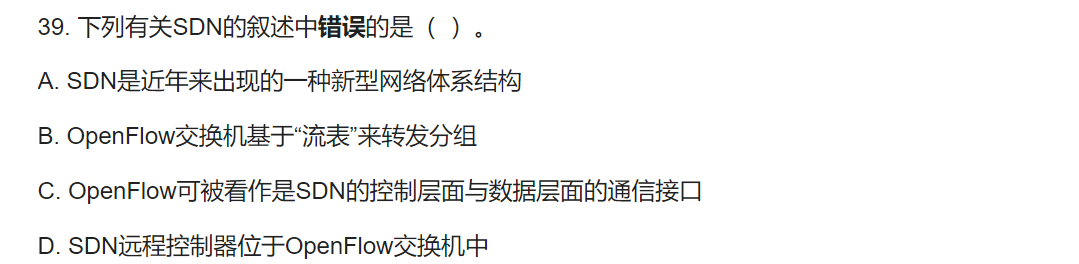 39. 下列有关SDN的叙述中错误的是（ ）。
A. SDN是近年来出现的一种新型网络体系结构
B. OpenFlow交换机基于“流表”来转发分组
C. OpenFlow可被看作是SDN的控制层面与数据层面的通信接口
D. SDN远程控制器位于OpenFlow交换机中